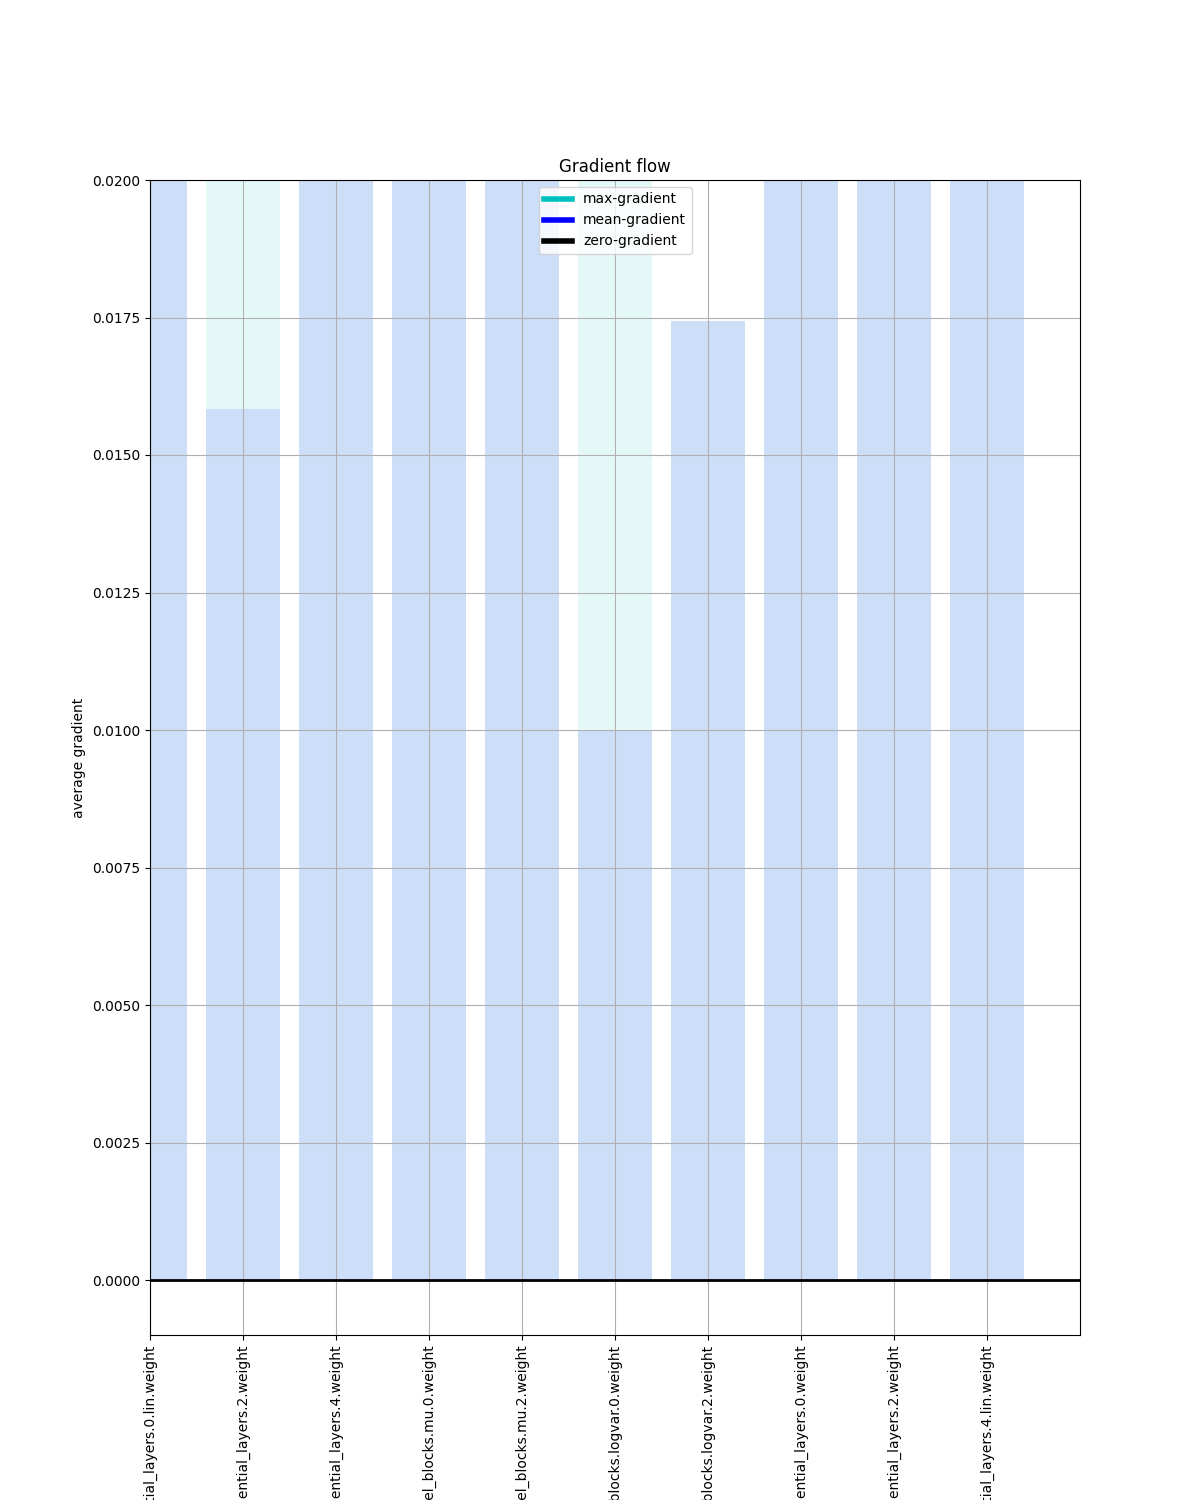 Gradient flow
max-gradient
mean-gradient
zero-gradient
0.0200
0.0175
0.0150
0.0125
0.0100
0.0075
0.0050
0.0025
0.0000
average gradient
tial_layers.0.lin.weight
ential_layers.2.weight
ential_layers.4.weight
el_blocks.mu.0.weight
el_blocks.mu.2.weight
blocks.logvar.0.weight
blocks.logvar.2.weight
ential_layers.0.weight
ential_layers.2.weight
tial_layers.4.lin.weight